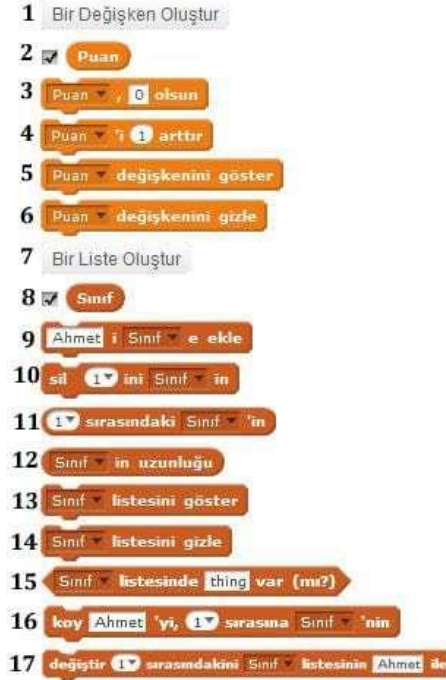 1 Bir Değişken Oluştur
2 Puan
3 Puan , 0 olsun
4 Puan 'i 1 arttır
5 Puan değişkenini göster
6 Puan değişkenini gizle
7 Bir Liste Oluştur
8 Sınıf
9 Ahmet i Sınıf e ekle
10 sil 1 ini Sınıf in
11 1 sırasındaki Sınıf 'in
12 Sınıf in uzunluğu
13 Sınıf listesini göster
14 Sınıf listesini gizle
15 Sınıf listesinde thing var (mı?)
16 koy Ahmet 'yi, 1 sırasına Sınıf 'nin
17 değiştir 1 sırasındakini Sınıf listesinin Ahmet ile